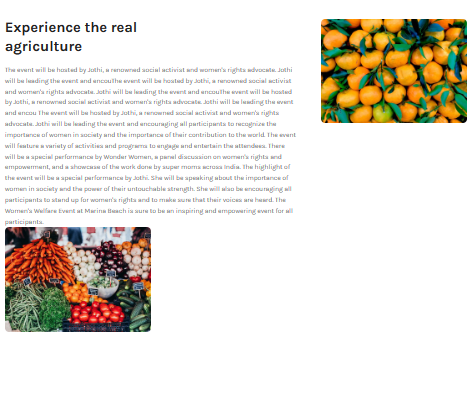 Experience the real
agriculture
The event will be hosted by Jothi, a renowned social activist and women's rights advocate. Jothi
will be leading the event and encouThe event will be hosted by Jothi, a renowned social activist
and women's rights advocate. Jothi will be leading the event and encouThe event will be hosted
by Jothi, a renowned social activist and women's rights advocate. Jothi will be leading the event
and encou The event will be hosted by Jothi, a renowned social activist and women's rights
advocate. Jothi will be leading the event and encouraging all participants to recognize the
importance of women in society and the importance of their contribution to the world. The event
will feature a variety of activities and programs to engage and entertain the attendees. There
will be a special performance by Wonder Women, a panel discussion on women's rights and
empowerment, and a showcase of the work done by super moms across India. The highlight of
the event will be a special performance by Jothi. She will be speaking about the importance of
women in society and the power of their untouchable strength. She will also be encouraging all
participants to stand up for women's rights and to make sure that their voices are heard. The
Women's Welfare Event at Marina Beach is sure to be an inspiring and empowering event for all
participants.